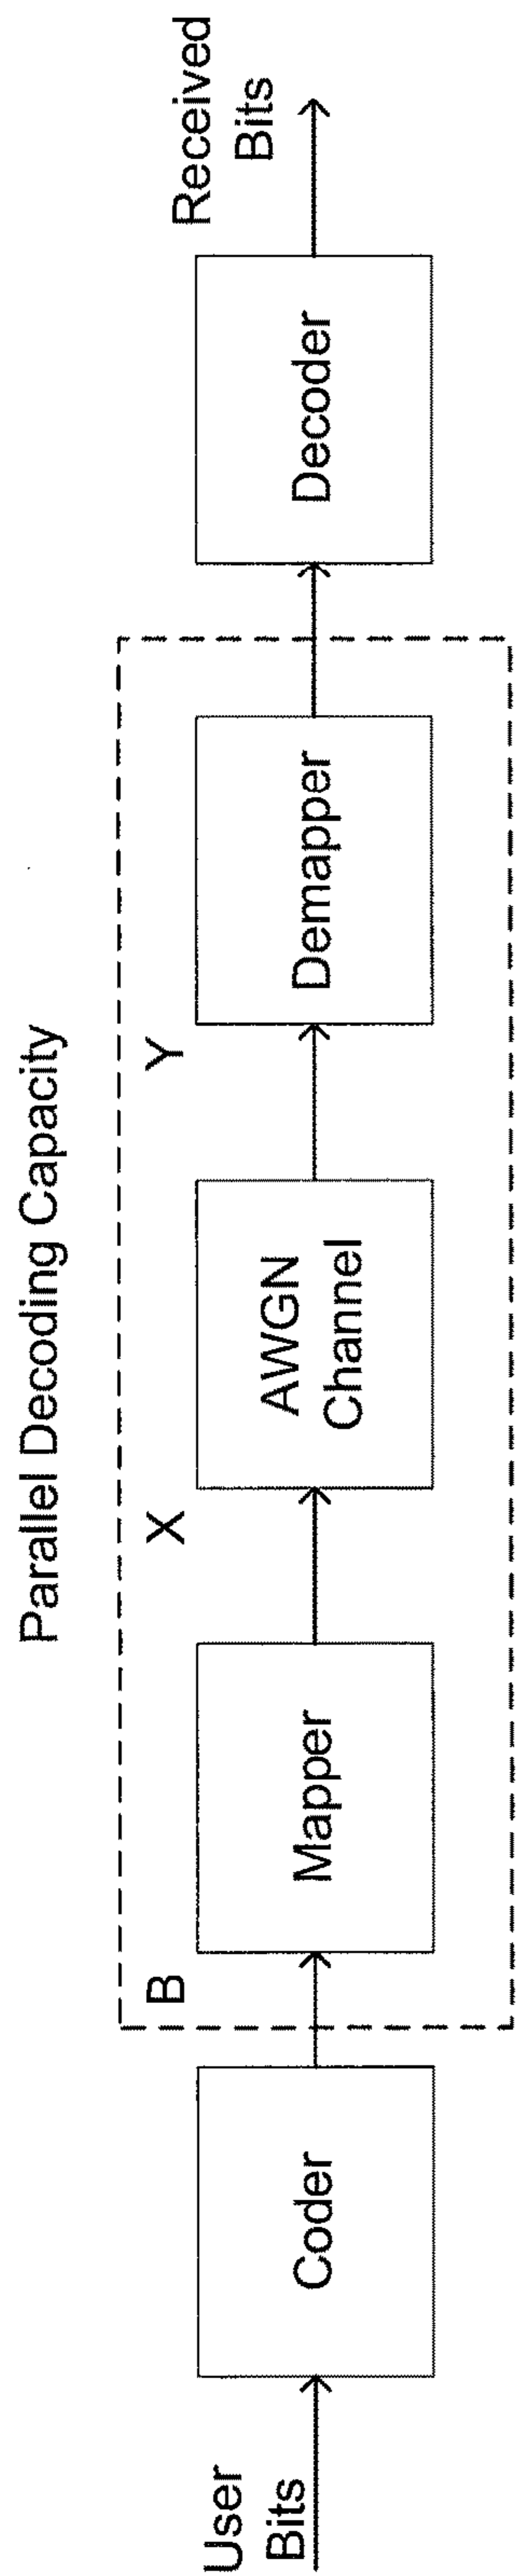 Parallel Decoding Capacity
User
Bits
Coder
B
Mapper
X
AWGN
Channel
Y
Demapper
Decoder
Received
Bits